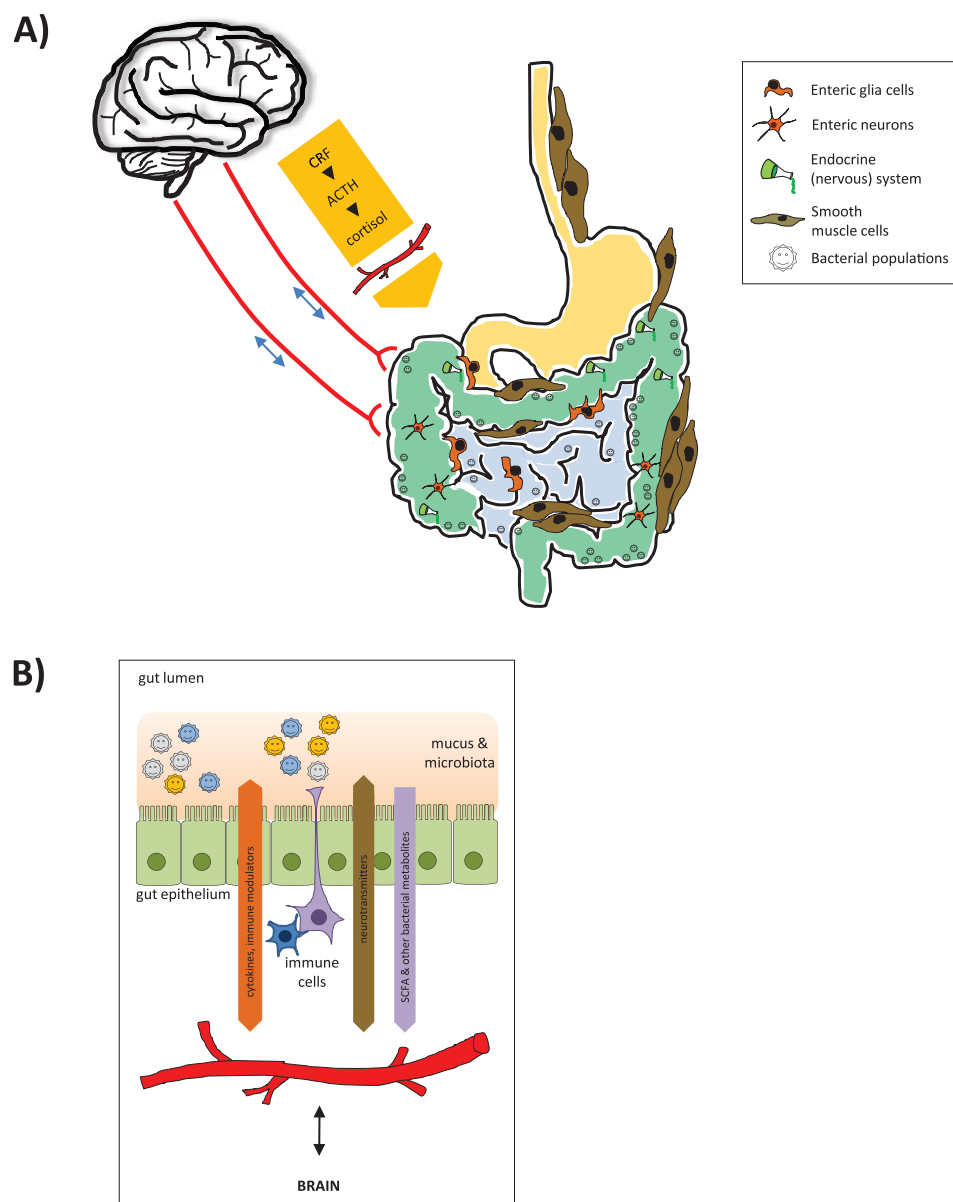 A)
CRF
ACTH
cortisol
Enteric glia cells
Enteric neurons
Endocrine
(nervous) system
Smooth
muscle cells
Bacterial populations
B)
gut lumen
mucus &
microbiota
gut epithelium
cytokines, immune modulators
immune
cells
neurotransmitters
SCFA & other bacterial metabolites
BRAIN